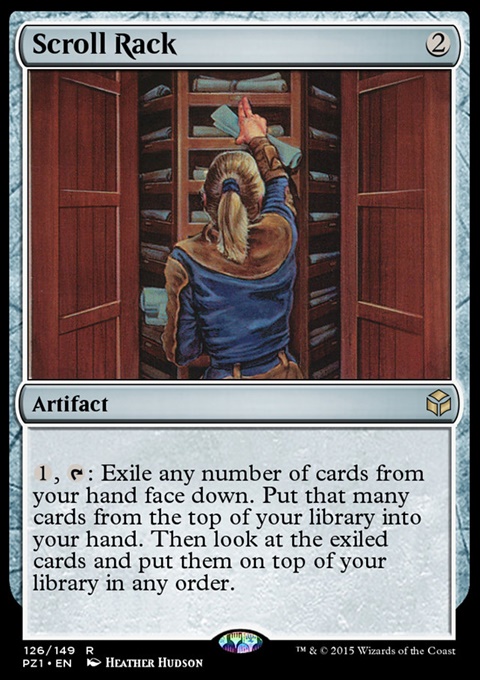 Scroll Rack 2
Artifact
1, : Exile any number of cards from
your hand face down. Put that many
cards from the top of your library into
your hand. Then look at the exiled
cards and put them on top of your
library in any order.
126/149 R
PZ1 • EN Heather Hudson
™ & © 2015 Wizards of the Coast